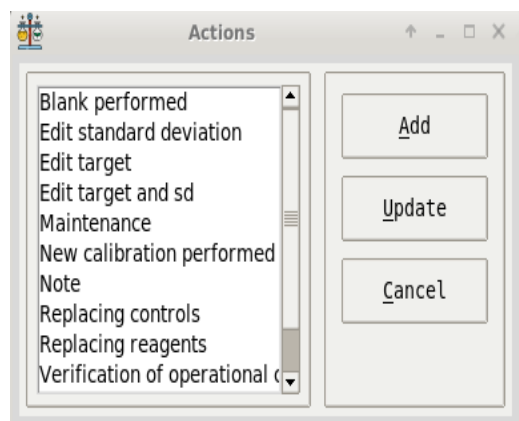 Actions
Blank performed
Edit standard deviation
Edit target
Edit target and sd
Maintenance
New calibration performed
Note
Replacing controls
Replacing reagents
Verification of operational
Add
Update
Cancel